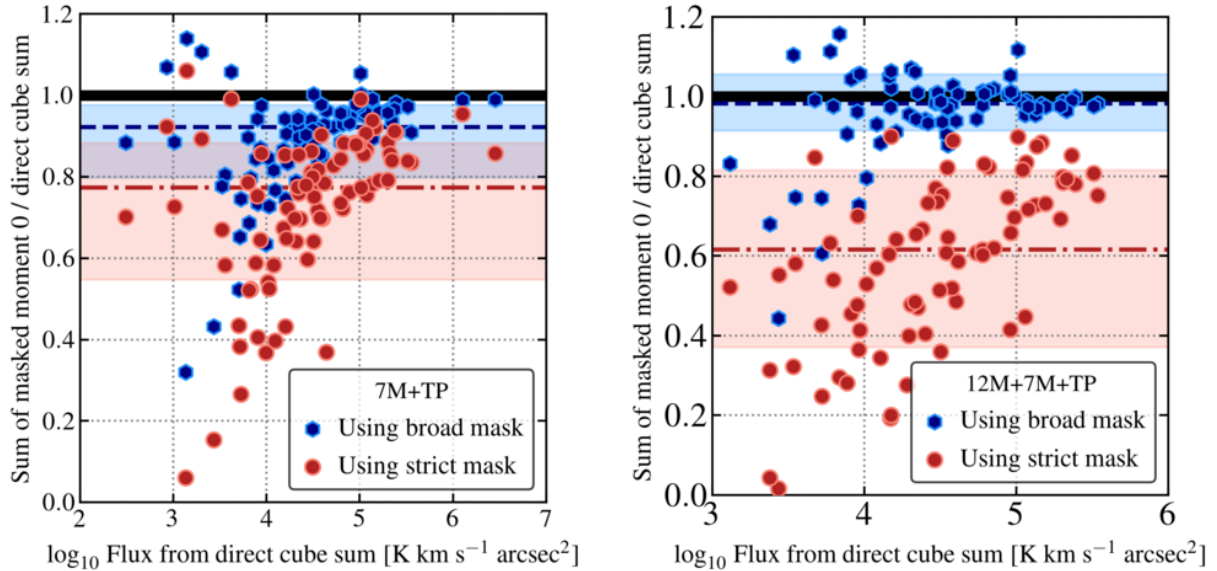 Sum of masked moment 0 / direct cube sum
1.2
1.0
0.8
0.6
0.4
0.2
0.0
7M+TP
Using broad mask
Using strict mask
1 2 3 4 5 6 7
log₁₀ Flux from direct cube sum [K km s⁻¹ arcsec²]
Sum of masked moment 0 / direct cube sum
1.2
1.0
0.8
0.6
0.4
0.2
0.0
12M+7M+TP
Using broad mask
Using strict mask
3 4 5 6
log₁₀ Flux from direct cube sum [K km s⁻¹ arcsec²]